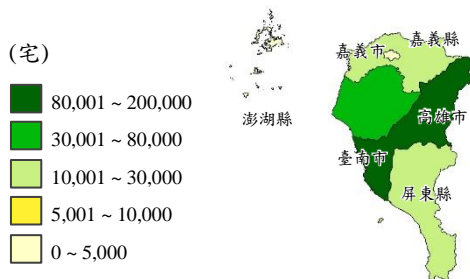 (宅)
80,001 ~ 200,000
30,001 ~ 80,000
10,001 ~ 30,000
5,001 ~ 10,000
0 ~ 5,000
澎湖縣
嘉義市
嘉義縣
高雄市
臺南市
屏東縣